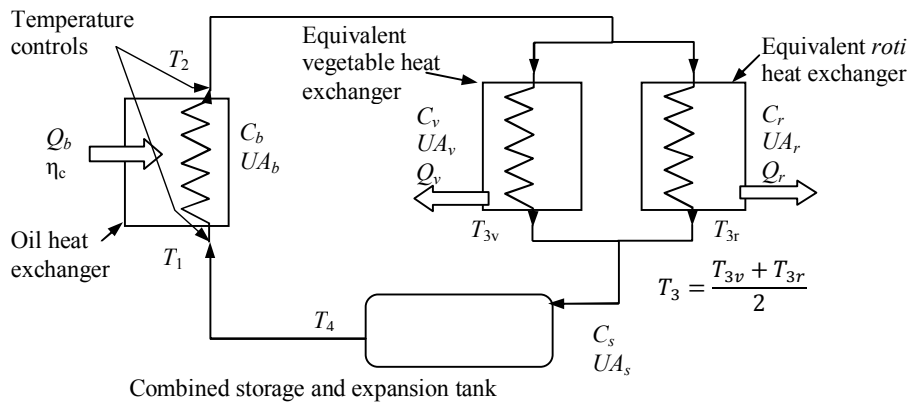 Temperature
controls
T2
Equivalent
vegetable heat
exchanger
Equivalent roti
heat exchanger
Qb
ηc
Cb
UAb
Cv
UAv
Qv
Cr
UAr
Qr
Oil heat
exchanger
T1
T3v
T3r
T3 = (T3v + T3r) / 2
T4
Cs
UAs
Combined storage and expansion tank